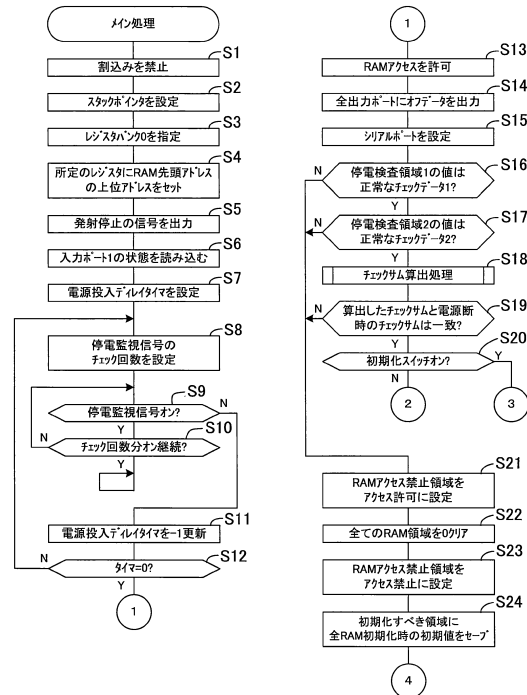 メイン処理
S1
割込みを禁止
S2
スタックポインタを設定
S3
レジスタバンク0を指定
S4
所定のレジスタにRAM先頭アドレス
の上位アドレスをセット
S5
発射停止の信号を出力
S6
入力ポート1の状態を読み込む
S7
電源投入ディレイタイマを設定
S8
停電監視信号の
チェック回数を設定
S9
停電監視信号オン?
N
Y
S10
チェック回数分オン継続?
N
Y
S11
電源投入ディレイタイマを-1更新
S12
タイマ=0?
N
Y
1
1
S13
RAMアクセスを許可
S14
全出力ポートにオフデータを出力
S15
シリアルポートを設定
S16
停電検査領域1の値は
正常なチェックデータ1?
N
Y
S17
停電検査領域2の値は
正常なチェックデータ2?
N
Y
S18
チェックサム算出処理
S19
算出したチェックサムと電源断
時のチェックサムは一致?
N
Y
S20
初期化スイッチオン?
Y
N
2
3
S21
RAMアクセス禁止領域を
アクセス許可に設定
S22
全てのRAM領域を0クリア
S23
RAMアクセス禁止領域を
アクセス禁止に設定
S24
初期化すべき領域に
全RAM初期化時の初期値をセーブ
4